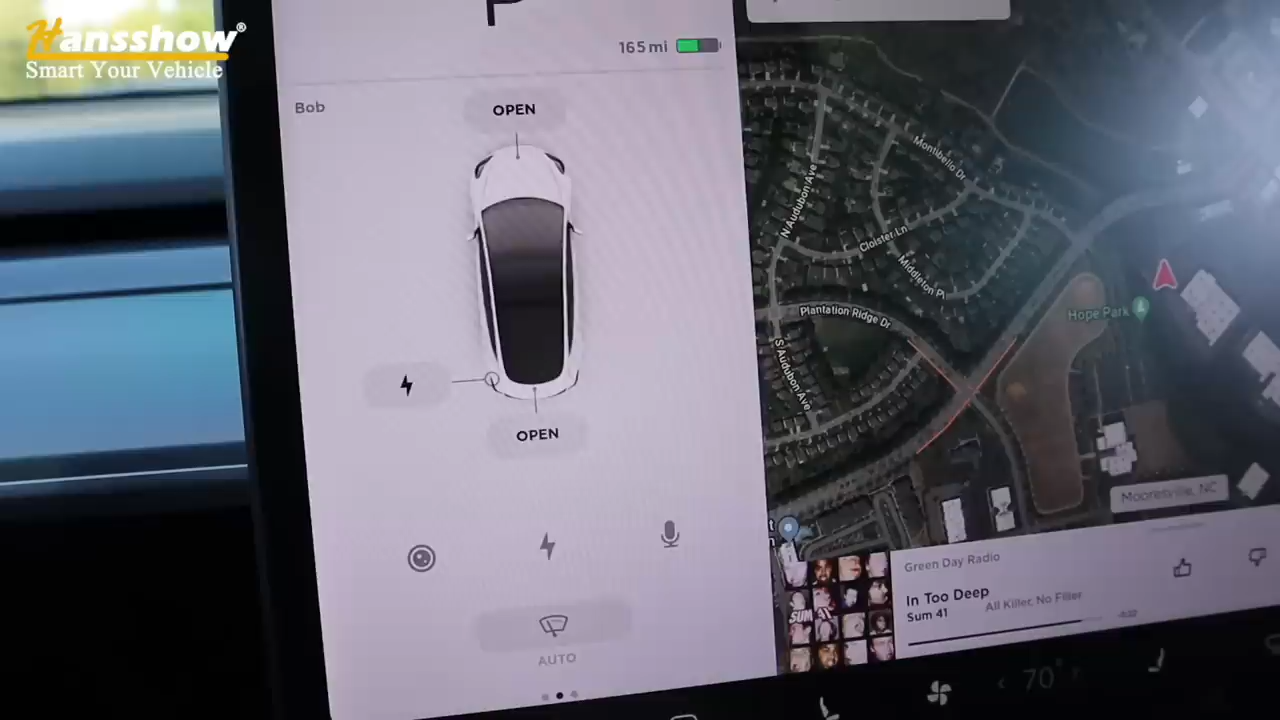 Hansshow®
Smart Your Vehicle
P
165 mi
Bob
OPEN
OPEN
AUTO
Montibello Dr
N Audubon Ave
Cloister Ln
Middleton Pl
Plantation Ridge Dr
Hope Park
S Audubon Ave
Mooresville, NC
Green Day Radio
In Too Deep
Sum 41
All Killer, No Filler
SUM
70°